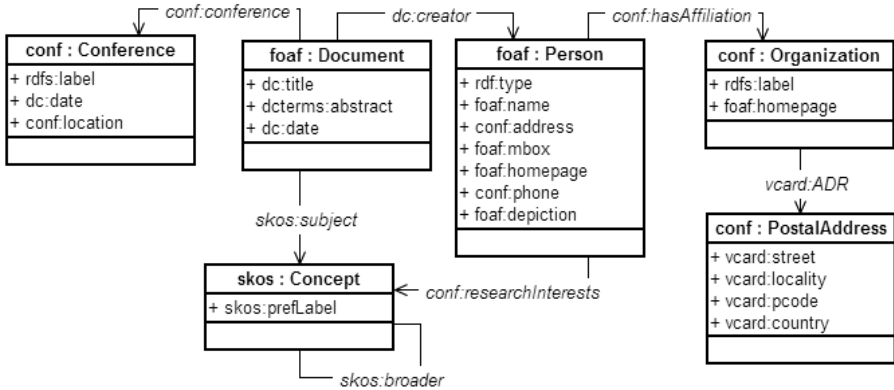 conf:conference
dc:creator
conf:hasAffiliation
conf : Conference
+ rdfs:label
+ dc:date
+ conf:location
foaf : Document
+ dc:title
+ dcterms:abstract
+ dc:date
foaf : Person
+ rdf:type
+ foaf:name
+ conf:address
+ foaf:mbox
+ foaf:homepage
+ conf:phone
+ foaf:depiction
conf : Organization
+ rdfs:label
+ foaf:homepage
vcard:ADR
skos:subject
conf : PostalAddress
+ vcard:street
+ vcard:locality
+ vcard:pcode
+ vcard:country
skos : Concept
+ skos:prefLabel
conf:researchInterests
skos:broader